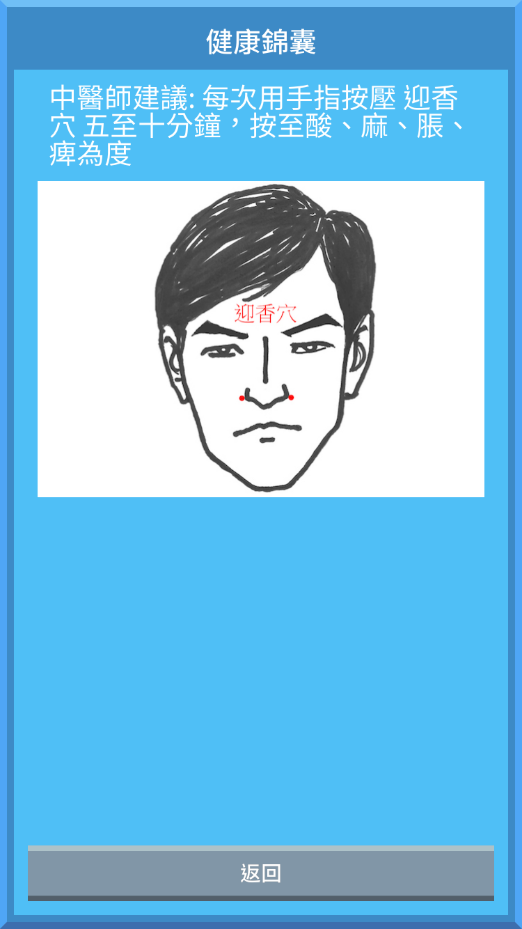 健康錦囊
中醫師建議: 每次用手指按壓 迎香
穴 五至十分鐘，按至酸、麻、脹、
痺為度
迎香穴
返回